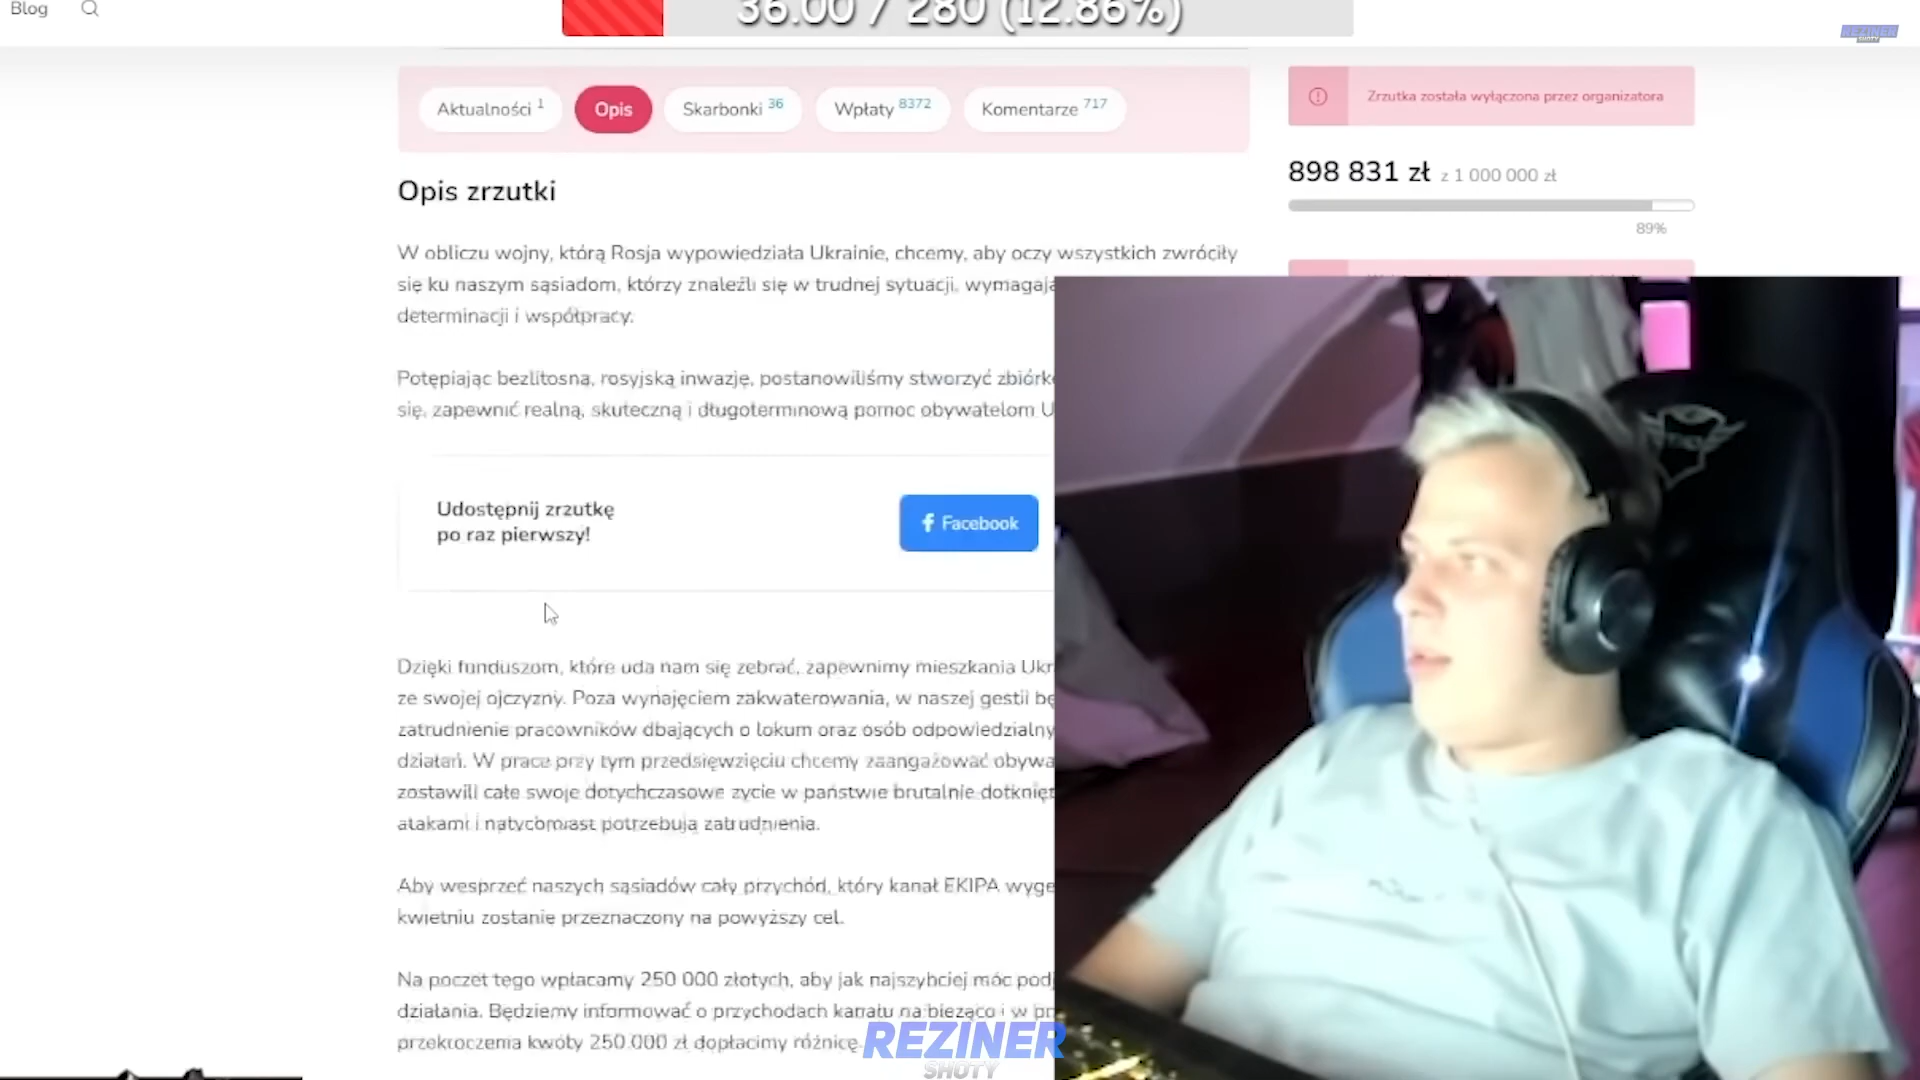 Blog
36.00 / 280 (12.86%)
REZINER
Aktualności 1
Opis
Skarbonki 36
Wpłaty 8372
Komentarze 717
Zrzutka została wyłączona przez organizatora
898 831 zł z 1 000 000 zł
89%
Opis zrzutki
W obliczu wojny, którą Rosja wypowiedziała Ukrainie, chcemy, aby oczy wszystkich zwróciły
się ku naszym sąsiadom, którzy znaleźli się w trudnej sytuacji, wymagają
determinacji i współpracy.
Potępiając bezlitosną, rosyjską inwazję, postanowiliśmy stworzyć zbiórk
się, zapewnić realną, skuteczną i długoterminową pomoc obywatelom U
Udostępnij zrzutkę
po raz pierwszy!
Facebook
Dzięki funduszom, które uda nam się zebrać, zapewnimy mieszkania Ukr
ze swojej ojczyzny. Poza wynajęciem zakwaterowania, w naszej gestii bę
zatrudnienie pracowników dbających o lokum oraz osób odpowiedzialny
działań. W pracę przy tym przedsięwzięciu chcemy zaangażować obywa
zostawili całe swoje dotychczasowe życie w państwie brutalnie dotknięt
atakami i natychmiast potrzebują zatrudnienia.
Aby wesprzeć naszych sąsiadów cały przychód, który kanał EKIPA wyge
kwietniu zostanie przeznaczony na powyższy cel.
Na poczet tego wpłacamy 250 000 złotych, aby jak najszybciej móc podj
działania. Będziemy informować o przychodach kanału na bieżąco i w pr
przekroczenia kwoty 250 000 zł dopłacimy różnicę.
REZINER
SHOTY